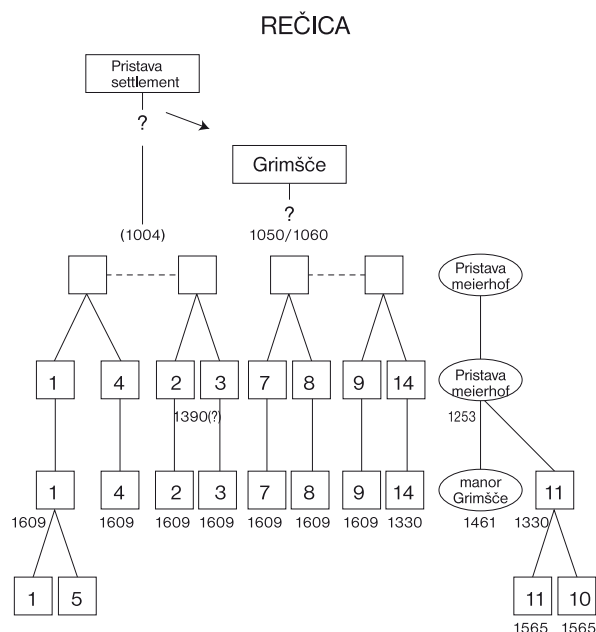 REČICA
Pristava
settlement
?
Grimšče
?
(1004)
1050/1060
Pristava
meierhof
1 4 2 3 7 8 9 14
Pristava
meierhof
1390(?)
1253
1 4 2 3 7 8 9 14
manor
Grimšče
11
1609 1609 1609 1609 1609 1609 1609 1330 1461 1330
1 5 11 10
1565 1565